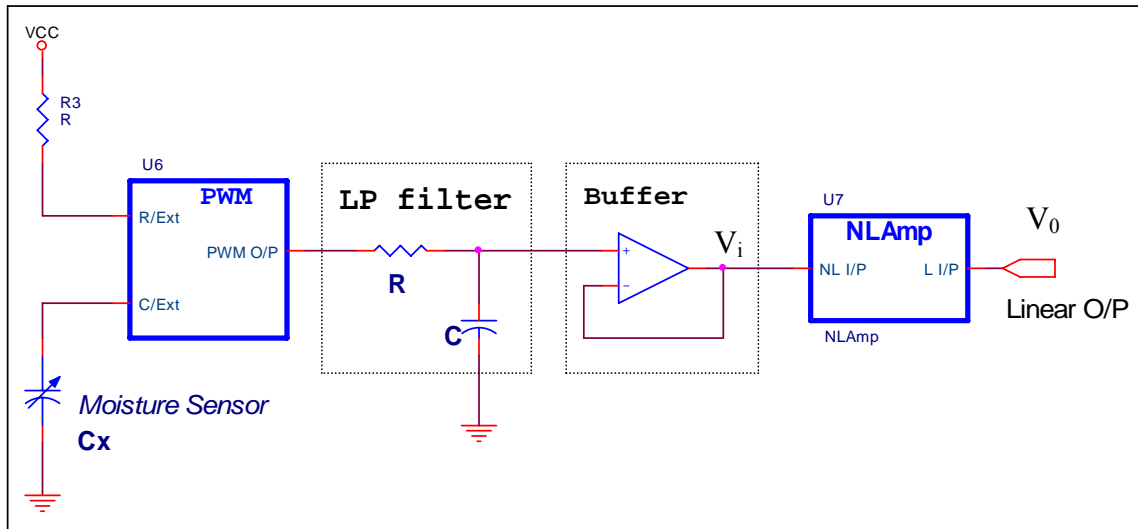 VCC
R3
R
U6
PWM
R/Ext
PWM O/P
C/Ext
Moisture Sensor
Cx
LP filter
R
C
Buffer
+
−
Vi
U7
NLAmp
NL I/P
L I/P
NLAmp
V0
Linear O/P